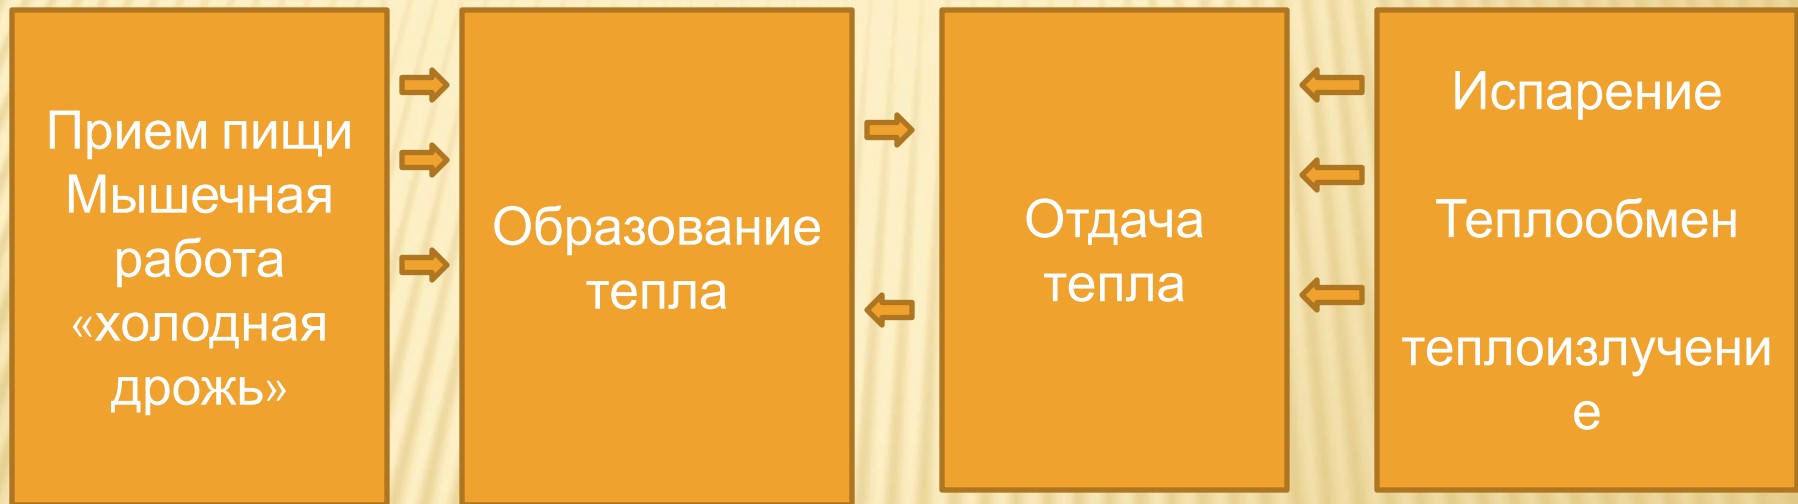 Прием пищи
Мышечная
работа
«холодная
дрожь»
Образование
тепла
Отдача
тепла
Испарение
Теплообмен
теплоизлучени
е